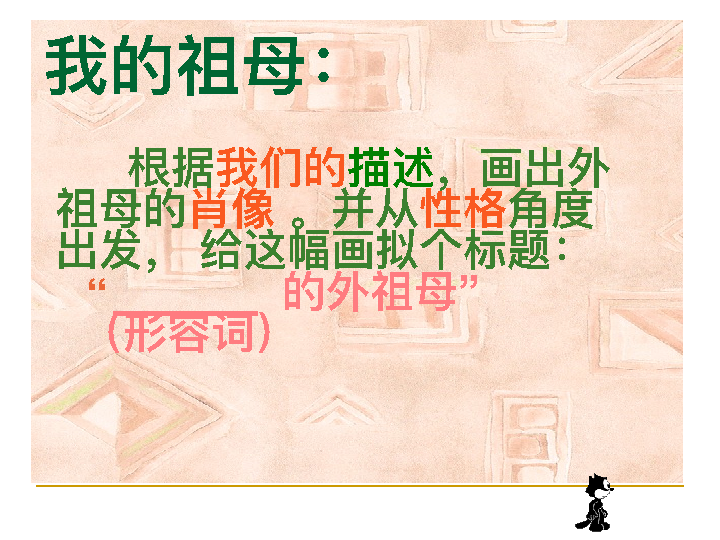 我的祖母：
根据我们的描述，画出外
祖母的肖像 。并从性格角度
出发， 给这幅画拟个标题：
“_______ 的外祖母”
（形容词）